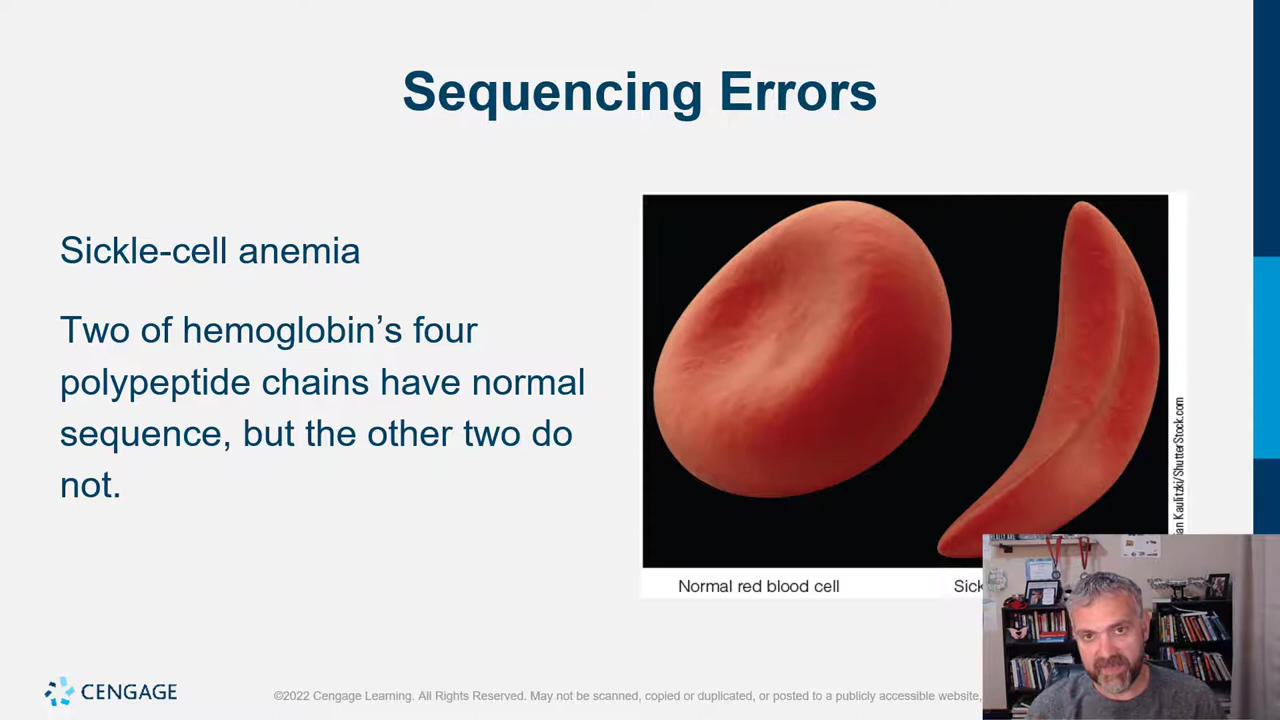 Sequencing Errors
Sickle-cell anemia
Two of hemoglobin’s four
polypeptide chains have normal
sequence, but the other two do
not.
an Kaulitzki/ShutterStock.com
Normal red blood cell
Sick
CENGAGE
©2022 Cengage Learning. All Rights Reserved. May not be scanned, copied or duplicated, or posted to a publicly accessible website,